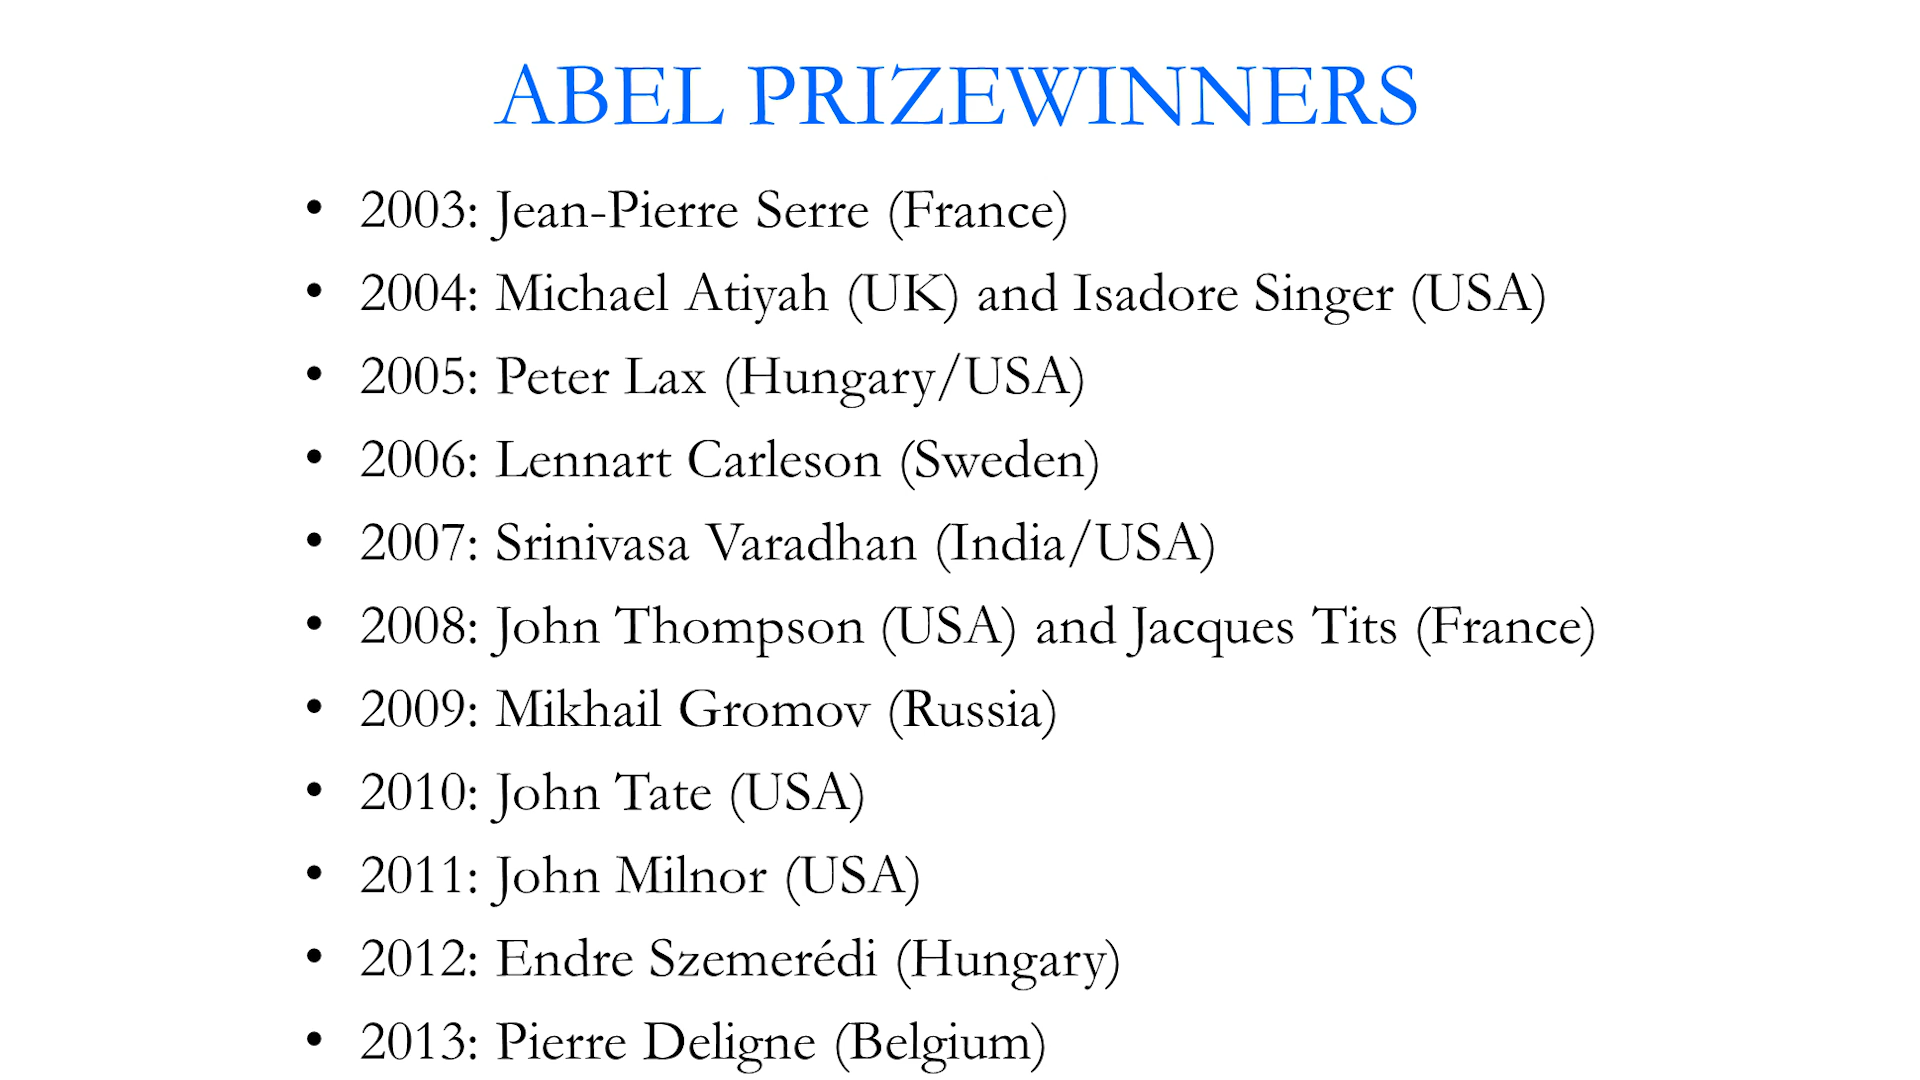 ABEL PRIZEWINNERS
• 2003: Jean-Pierre Serre (France)
• 2004: Michael Atiyah (UK) and Isadore Singer (USA)
• 2005: Peter Lax (Hungary/USA)
• 2006: Lennart Carleson (Sweden)
• 2007: Srinivasa Varadhan (India/USA)
• 2008: John Thompson (USA) and Jacques Tits (France)
• 2009: Mikhail Gromov (Russia)
• 2010: John Tate (USA)
• 2011: John Milnor (USA)
• 2012: Endre Szemerédi (Hungary)
• 2013: Pierre Deligne (Belgium)